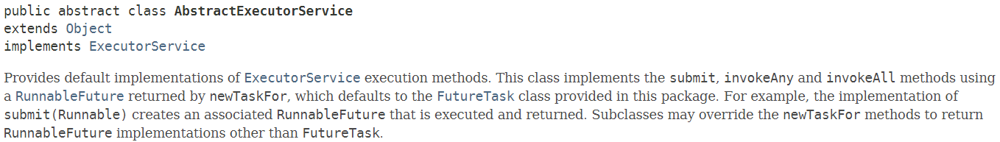 public abstract class AbstractExecutorService
extends Object
implements ExecutorService
Provides default implementations of ExecutorService execution methods. This class implements the submit, invokeAny and invokeAll methods using
a RunnableFuture returned by newTaskFor, which defaults to the FutureTask class provided in this package. For example, the implementation of
submit(Runnable) creates an associated RunnableFuture that is executed and returned. Subclasses may override the newTaskFor methods to return
RunnableFuture implementations other than FutureTask.